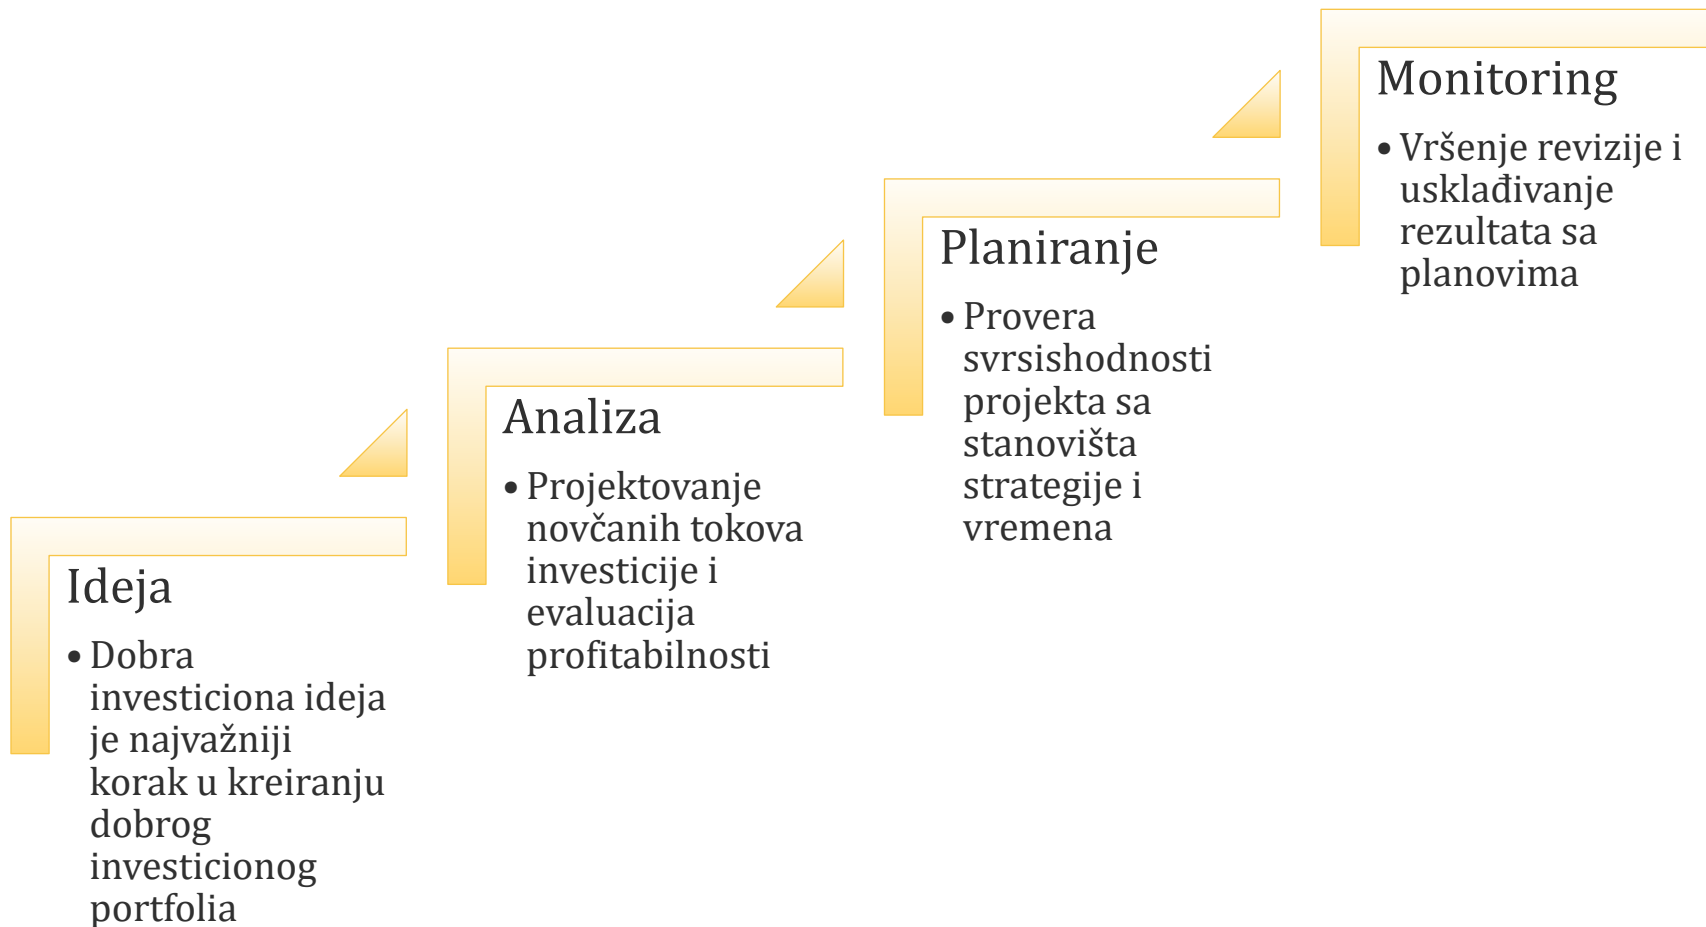 Ideja
• Dobra
investiciona ideja
je najvažniji
korak u kreiranju
dobrog
investicionog
portfolia
Analiza
• Projektovanje
novčanih tokova
investicije i
evaluacija
profitabilnosti
Planiranje
• Provera
svrsishodnosti
projekta sa
stanovišta
strategije i
vremena
Monitoring
• Vršenje revizije i
usklađivanje
rezultata sa
planovima